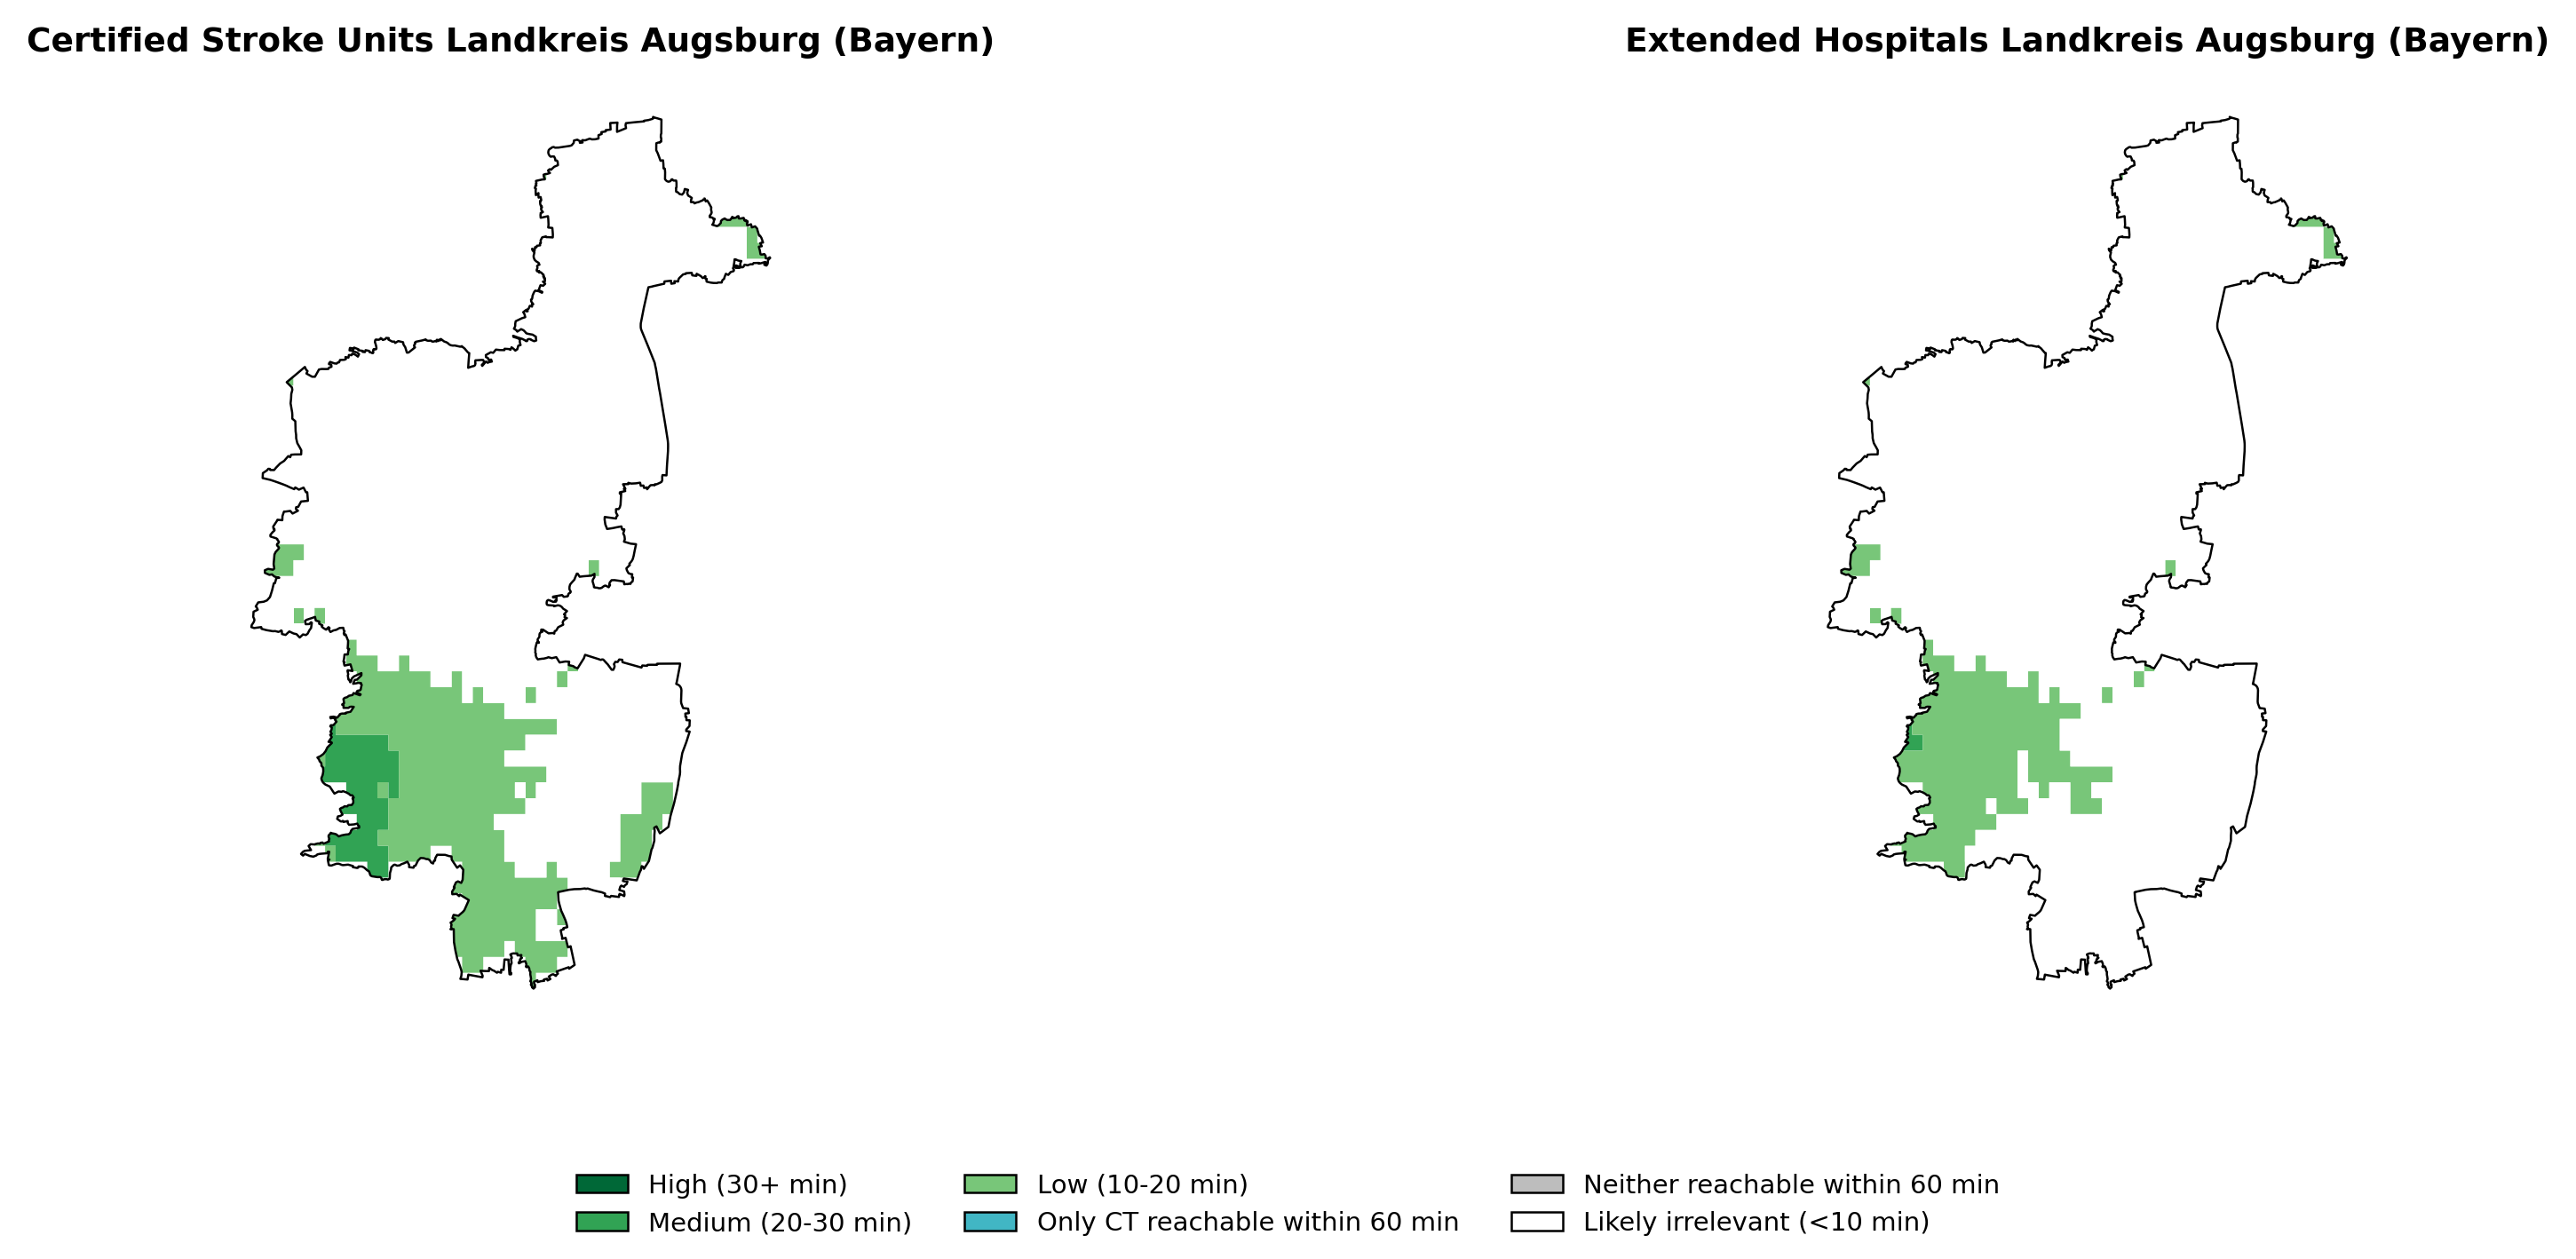 Certified Stroke Units Landkreis Augsburg (Bayern)
Extended Hospitals Landkreis Augsburg (Bayern)
High (30+ min)
Medium (20-30 min)
Low (10-20 min)
Only CT reachable within 60 min
Neither reachable within 60 min
Likely irrelevant (<10 min)